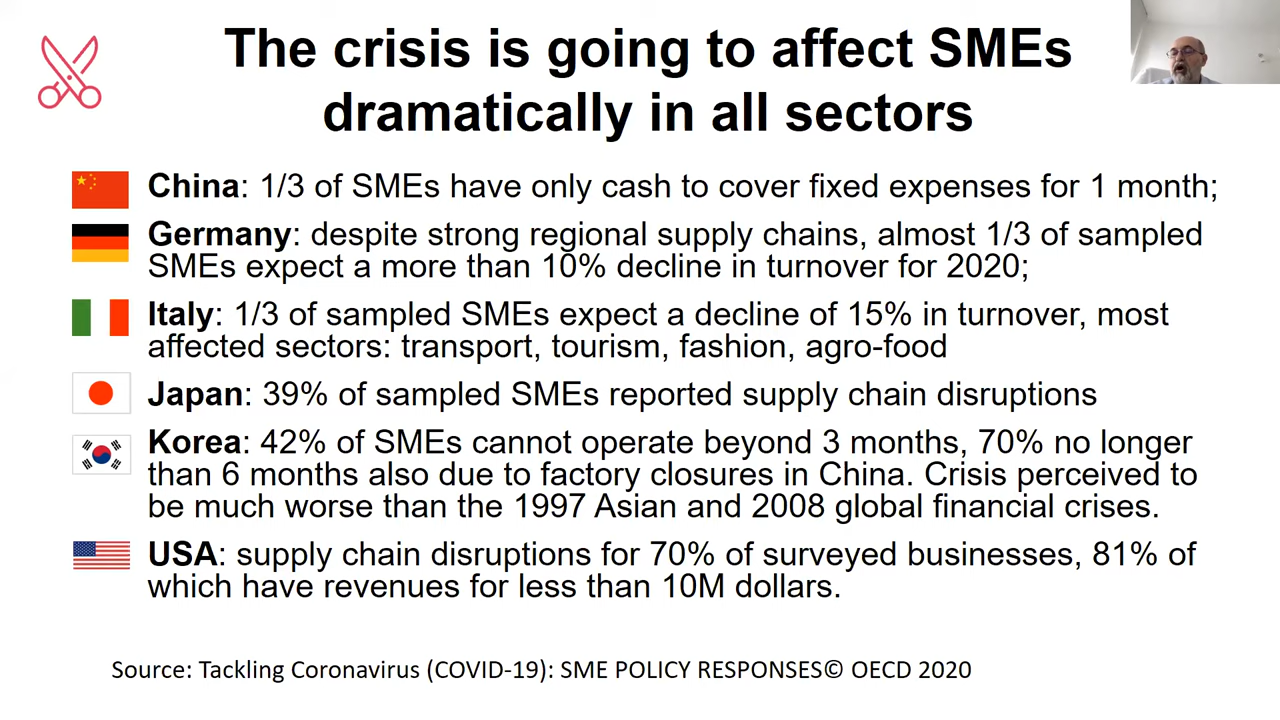 The crisis is going to affect SMEs
dramatically in all sectors
China: 1/3 of SMEs have only cash to cover fixed expenses for 1 month;
Germany: despite strong regional supply chains, almost 1/3 of sampled
SMEs expect a more than 10% decline in turnover for 2020;
Italy: 1/3 of sampled SMEs expect a decline of 15% in turnover, most
affected sectors: transport, tourism, fashion, agro-food
Japan: 39% of sampled SMEs reported supply chain disruptions
Korea: 42% of SMEs cannot operate beyond 3 months, 70% no longer
than 6 months also due to factory closures in China. Crisis perceived to
be much worse than the 1997 Asian and 2008 global financial crises.
USA: supply chain disruptions for 70% of surveyed businesses, 81% of
which have revenues for less than 10M dollars.
Source: Tackling Coronavirus (COVID-19): SME POLICY RESPONSES© OECD 2020